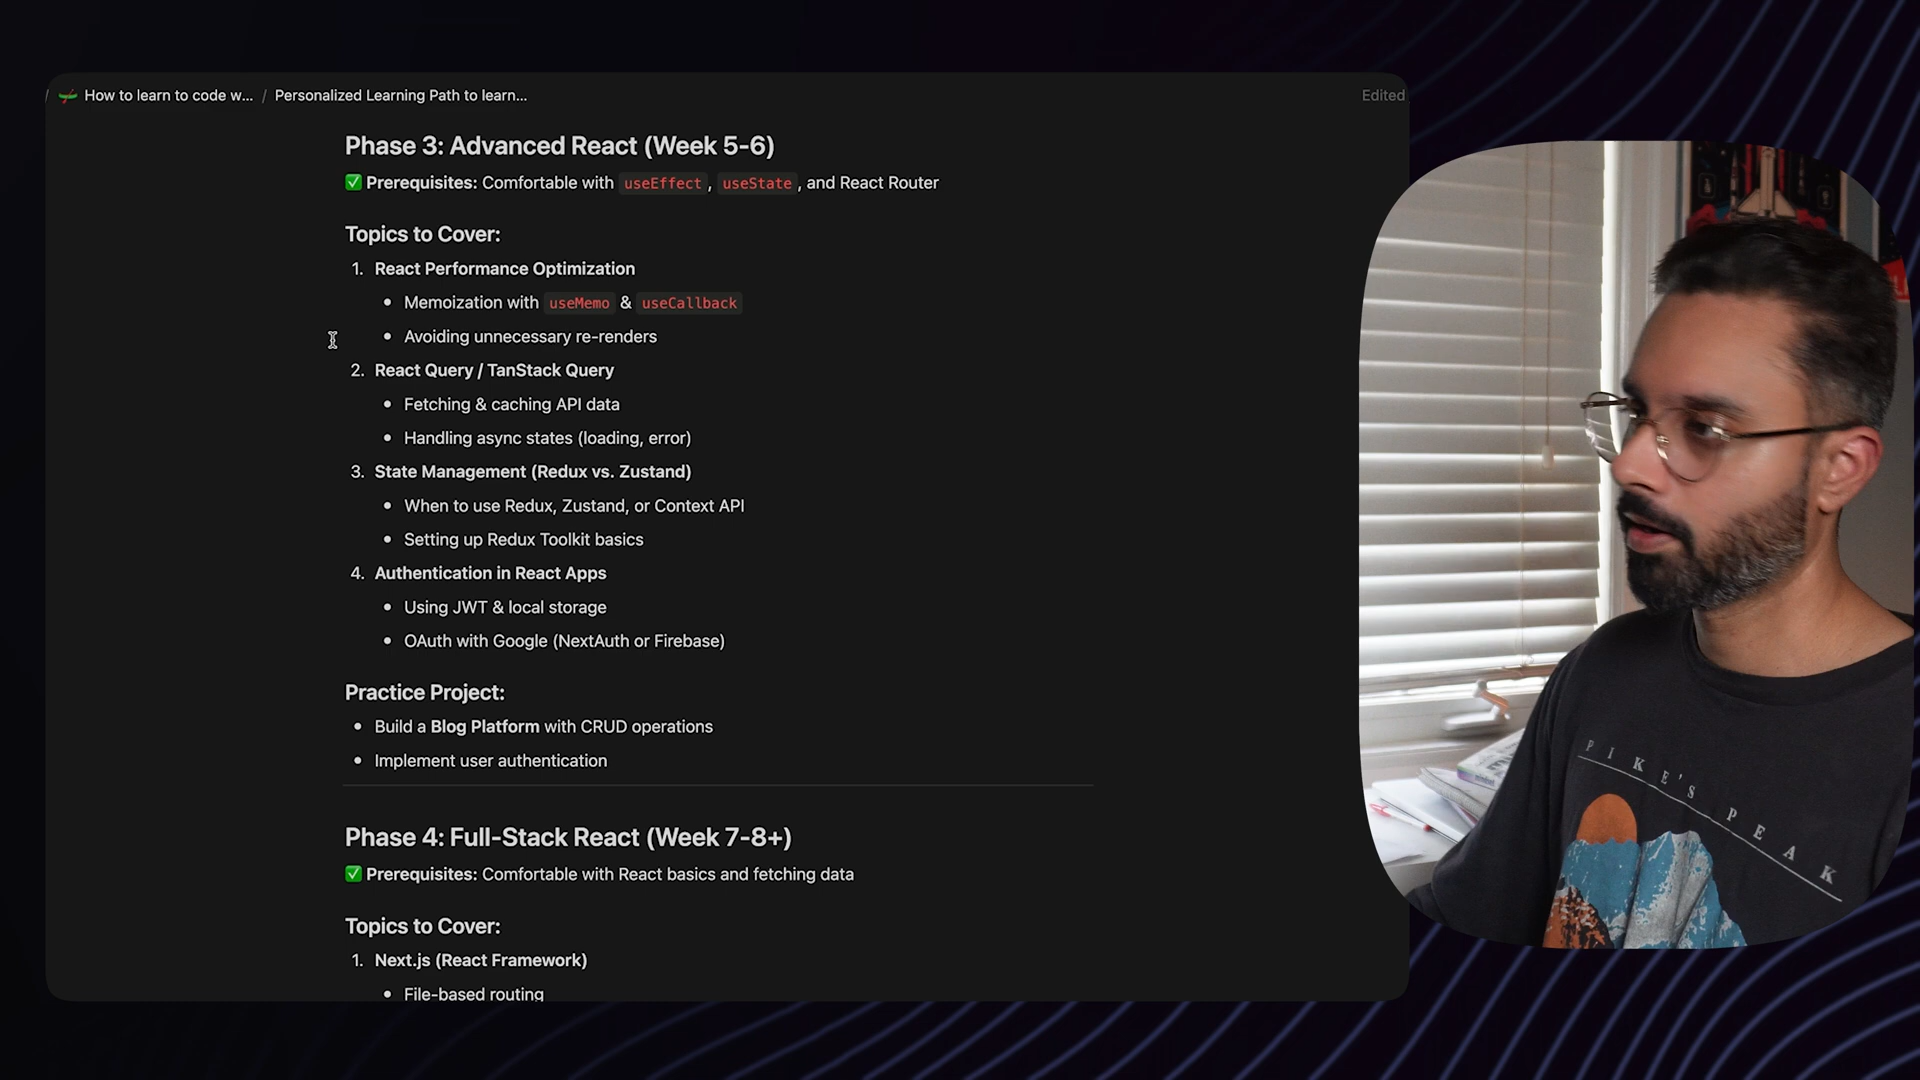 / How to learn to code w... / Personalized Learning Path to learn...
Edited
Phase 3: Advanced React (Week 5-6)
✅ Prerequisites: Comfortable with useEffect , useState , and React Router
Topics to Cover:
1. React Performance Optimization
• Memoization with useMemo & useCallback
• Avoiding unnecessary re-renders
2. React Query / TanStack Query
• Fetching & caching API data
• Handling async states (loading, error)
3. State Management (Redux vs. Zustand)
• When to use Redux, Zustand, or Context API
• Setting up Redux Toolkit basics
4. Authentication in React Apps
• Using JWT & local storage
• OAuth with Google (NextAuth or Firebase)
Practice Project:
• Build a Blog Platform with CRUD operations
• Implement user authentication
Phase 4: Full-Stack React (Week 7-8+)
✅ Prerequisites: Comfortable with React basics and fetching data
Topics to Cover:
1. Next.js (React Framework)
• File-based routing
PIKE'S PEAK